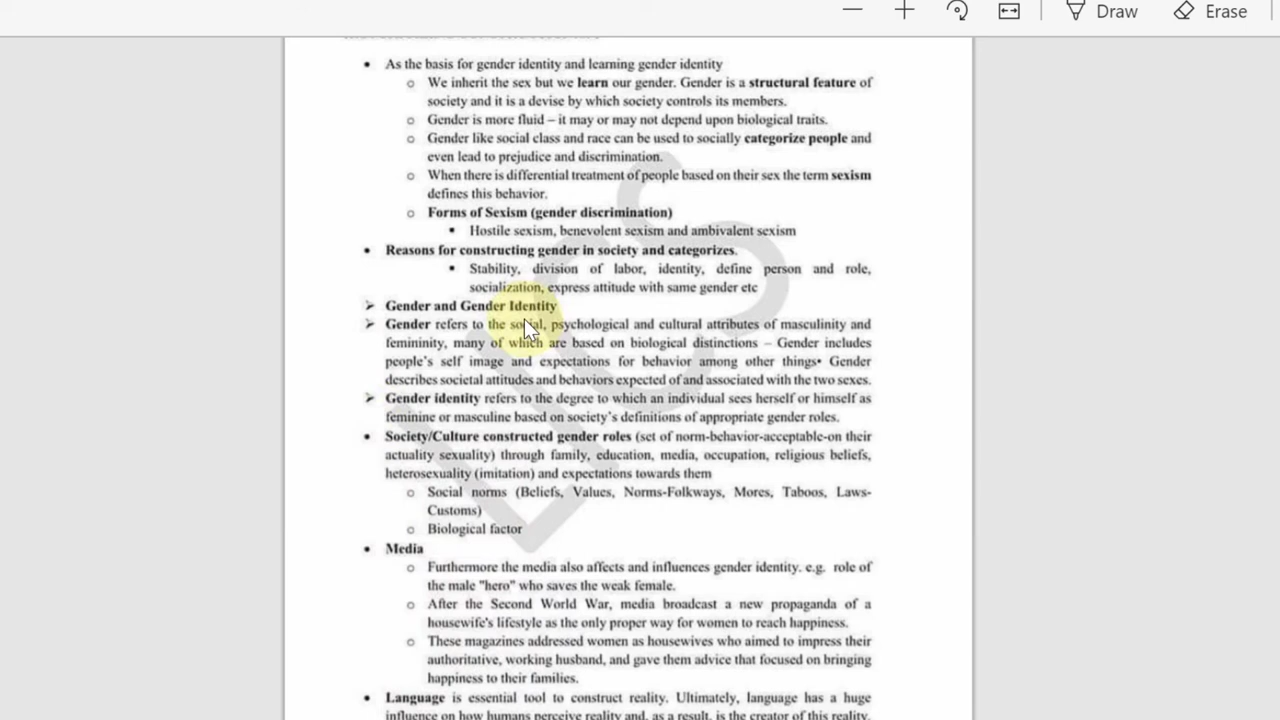 Draw
Erase
• As the basis for gender identity and learning gender identity
o We inherit the sex but we learn our gender. Gender is a structural feature of
society and it is a devise by which society controls its members.
o Gender is more fluid – it may or may not depend upon biological traits.
o Gender like social class and race can be used to socially categorize people and
even lead to prejudice and discrimination.
o When there is differential treatment of people based on their sex the term sexism
defines this behavior.
o Forms of Sexism (gender discrimination)
▪ Hostile sexism, benevolent sexism and ambivalent sexism
• Reasons for constructing gender in society and categorizes.
▪ Stability, division of labor, identity, define person and role,
socialization, express attitude with same gender etc
➢ Gender and Gender Identity
➢ Gender refers to the social, psychological and cultural attributes of masculinity and
femininity, many of which are based on biological distinctions – Gender includes
people's self image and expectations for behavior among other things• Gender
describes societal attitudes and behaviors expected of and associated with the two sexes.
➢ Gender identity refers to the degree to which an individual sees herself or himself as
feminine or masculine based on society's definitions of appropriate gender roles.
• Society/Culture constructed gender roles (set of norm-behavior-acceptable-on their
actuality sexuality) through family, education, media, occupation, religious beliefs,
heterosexuality (imitation) and expectations towards them
o Social norms (Beliefs, Values, Norms-Folkways, Mores, Taboos, Laws-
Customs)
o Biological factor
• Media
o Furthermore the media also affects and influences gender identity. e.g. role of
the male "hero" who saves the weak female.
o After the Second World War, media broadcast a new propaganda of a
housewife's lifestyle as the only proper way for women to reach happiness.
o These magazines addressed women as housewives who aimed to impress their
authoritative, working husband, and gave them advice that focused on bringing
happiness to their families.
• Language is essential tool to construct reality. Ultimately, language has a huge
influence on how humans perceive reality and, as a result, is the creator of this reality.